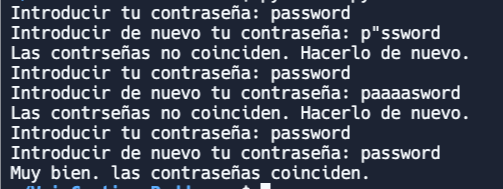 Introducir tu contraseña: password
Introducir de nuevo tu contraseña: p"ssword
Las contrseñas no coinciden. Hacerlo de nuevo.
Introducir tu contraseña: password
Introducir de nuevo tu contraseña: paaaasword
Las contrseñas no coinciden. Hacerlo de nuevo.
Introducir tu contraseña: password
Introducir de nuevo tu contraseña: password
Muy bien. las contraseñas coinciden.